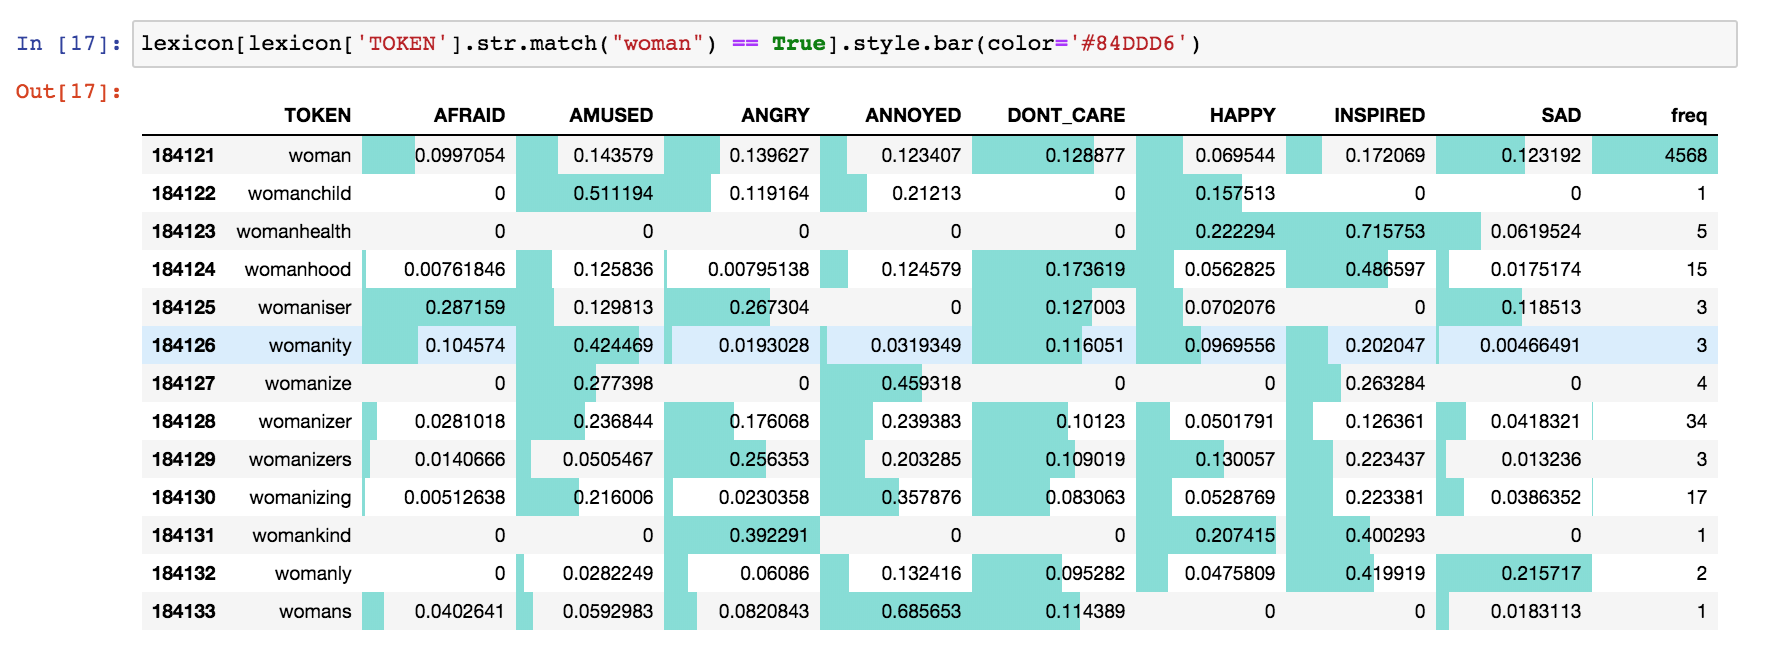 In [17]: lexicon[lexicon['TOKEN'].str.match("woman") == True].style.bar(color='#84DDD6')
Out[17]:
TOKEN AFRAID AMUSED ANGRY ANNOYED DONT_CARE HAPPY INSPIRED SAD freq
184121 woman 0.0997054 0.143579 0.139627 0.123407 0.128877 0.069544 0.172069 0.123192 4568
184122 womanchild 0 0.511194 0.119164 0.21213 0 0.157513 0 0 1
184123 womanhealth 0 0 0 0 0 0.222294 0.715753 0.0619524 5
184124 womanhood 0.00761846 0.125836 0.00795138 0.124579 0.173619 0.0562825 0.486597 0.0175174 15
184125 womaniser 0.287159 0.129813 0.267304 0 0.127003 0.0702076 0 0.118513 3
184126 womanity 0.104574 0.424469 0.0193028 0.0319349 0.116051 0.0969556 0.202047 0.00466491 3
184127 womanize 0 0.277398 0 0.459318 0 0 0.263284 0 4
184128 womanizer 0.0281018 0.236844 0.176068 0.239383 0.10123 0.0501791 0.126361 0.0418321 34
184129 womanizers 0.0140666 0.0505467 0.256353 0.203285 0.109019 0.130057 0.223437 0.013236 3
184130 womanizing 0.00512638 0.216006 0.0230358 0.357876 0.083063 0.0528769 0.223381 0.0386352 17
184131 womankind 0 0 0.392291 0 0 0.207415 0.400293 0 1
184132 womanly 0 0.0282249 0.06086 0.132416 0.095282 0.0475809 0.419919 0.215717 2
184133 womans 0.0402641 0.0592983 0.0820843 0.685653 0.114389 0 0 0.0183113 1